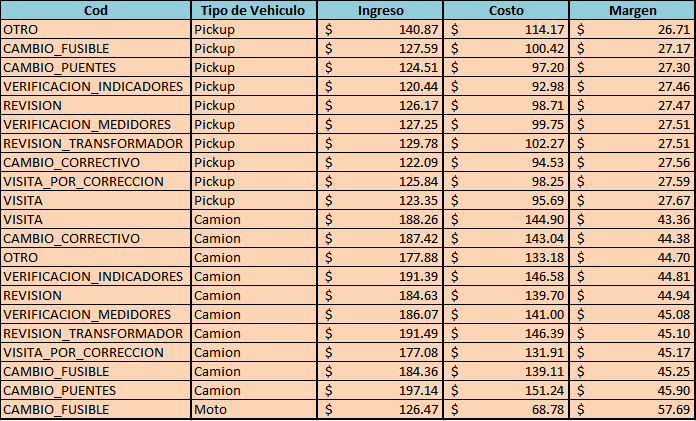 Cod Tipo de Vehiculo Ingreso Costo Margen
OTRO Pickup $ 140.87 $ 114.17 $ 26.71
CAMBIO_FUSIBLE Pickup $ 127.59 $ 100.42 $ 27.17
CAMBIO_PUENTES Pickup $ 124.51 $ 97.20 $ 27.30
VERIFICACION_INDICADORES Pickup $ 120.44 $ 92.98 $ 27.46
REVISION Pickup $ 126.17 $ 98.71 $ 27.47
VERIFICACION_MEDIDORES Pickup $ 127.25 $ 99.75 $ 27.51
REVISION_TRANSFORMADOR Pickup $ 129.78 $ 102.27 $ 27.51
CAMBIO_CORRECTIVO Pickup $ 122.09 $ 94.53 $ 27.56
VISITA_POR_CORRECCION Pickup $ 125.84 $ 98.25 $ 27.59
VISITA Pickup $ 123.35 $ 95.69 $ 27.67
VISITA Camion $ 188.26 $ 144.90 $ 43.36
CAMBIO_CORRECTIVO Camion $ 187.42 $ 143.04 $ 44.38
OTRO Camion $ 177.88 $ 133.18 $ 44.70
VERIFICACION_INDICADORES Camion $ 191.39 $ 146.58 $ 44.81
REVISION Camion $ 184.63 $ 139.70 $ 44.94
VERIFICACION_MEDIDORES Camion $ 186.07 $ 141.00 $ 45.08
REVISION_TRANSFORMADOR Camion $ 191.49 $ 146.39 $ 45.10
VISITA_POR_CORRECCION Camion $ 177.08 $ 131.91 $ 45.17
CAMBIO_FUSIBLE Camion $ 184.36 $ 139.11 $ 45.25
CAMBIO_PUENTES Camion $ 197.14 $ 151.24 $ 45.90
CAMBIO_FUSIBLE Moto $ 126.47 $ 68.78 $ 57.69